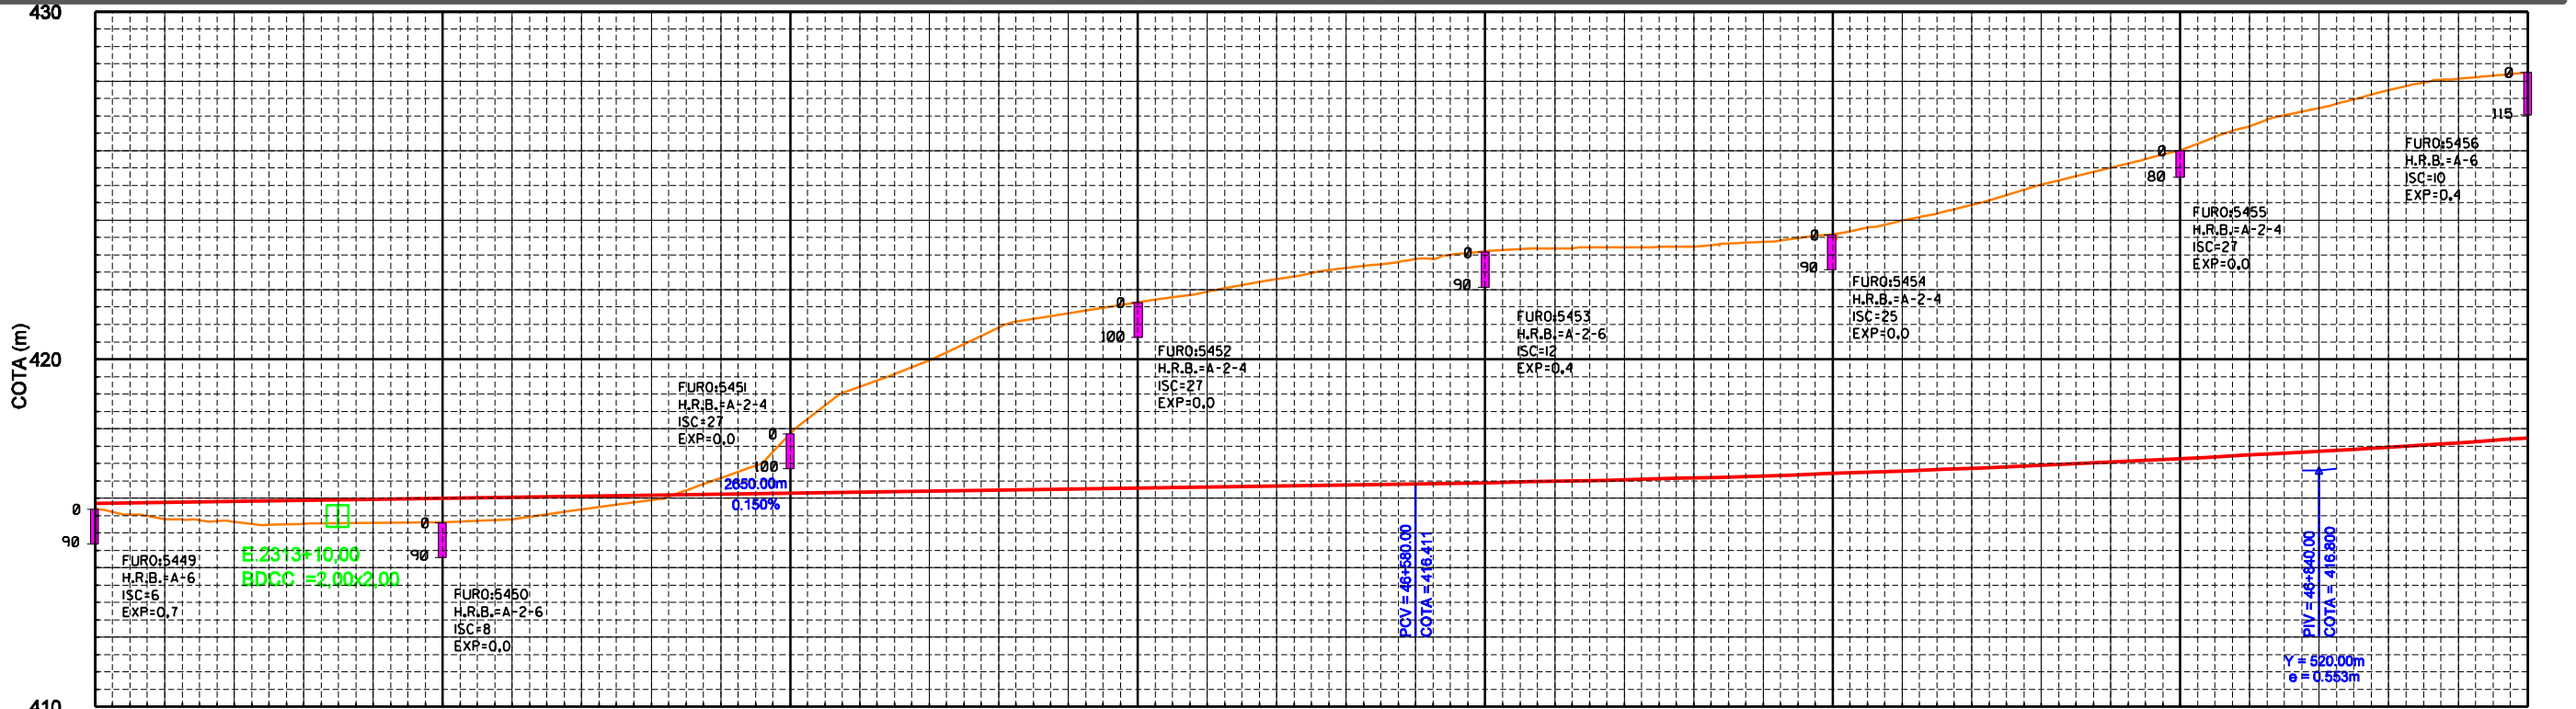 430
COTA (m)
420
410
0
90
FURO:5449
H.R.B.=A-6
ISC=6
EXP=0.7
E.2313+10,00
BDCC =2,00x2,00
0
90
FURO:5450
H.R.B.=A-2-6
ISC=8
EXP=0.0
FURO:5451
H.R.B.=A-2-4
ISC=27
EXP=0.0
0
100
2650.00m
0.150%
0
100
FURO:5452
H.R.B.=A-2-4
ISC=27
EXP=0.0
0
90
FURO:5453
H.R.B.=A-2-6
ISC=12
EXP=0.4
PCV = 46+580.00
COTA = 416.411
0
90
FURO:5454
H.R.B.=A-2-4
ISC=25
EXP=0.0
0
80
FURO:5455
H.R.B.=A-2-4
ISC=27
EXP=0.0
0
115
FURO:5456
H.R.B.=A-6
ISC=10
EXP=0.4
PIV = 46+840.00
COTA = 416.800
Y = 520.00m
e = 0.553m